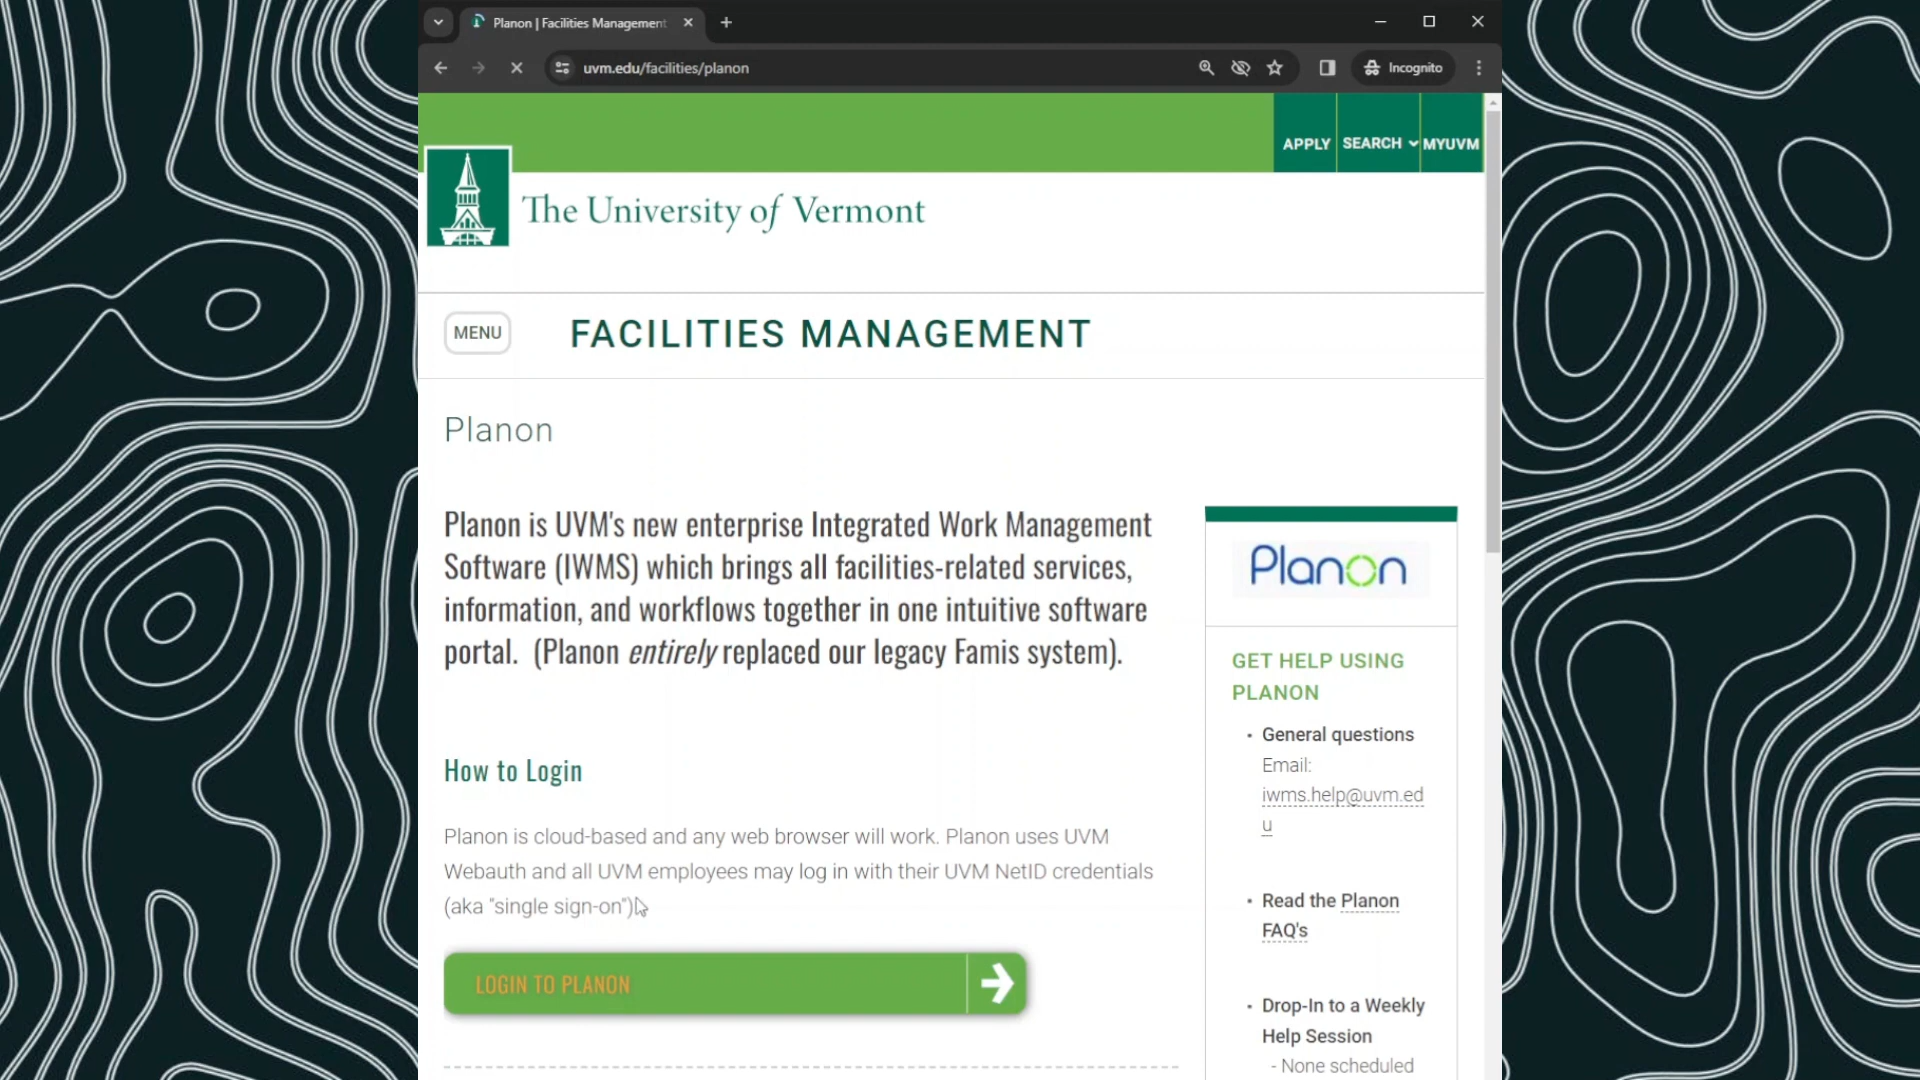 Planon | Facilities Management
uvm.edu/facilities/planon
Incognito
APPLY
SEARCH
MYUVM
The University of Vermont
MENU
FACILITIES MANAGEMENT
Planon
Planon is UVM's new enterprise Integrated Work Management
Software (IWMS) which brings all facilities-related services,
information, and workflows together in one intuitive software
portal.  (Planon entirely replaced our legacy Famis system).
How to Login
Planon is cloud-based and any web browser will work. Planon uses UVM
Webauth and all UVM employees may log in with their UVM NetID credentials
(aka "single sign-on")
LOGIN TO PLANON
Planon
GET HELP USING
PLANON
General questions
Email:
iwms.help@uvm.ed
u
Read the Planon
FAQ's
Drop-In to a Weekly
Help Session
- None scheduled